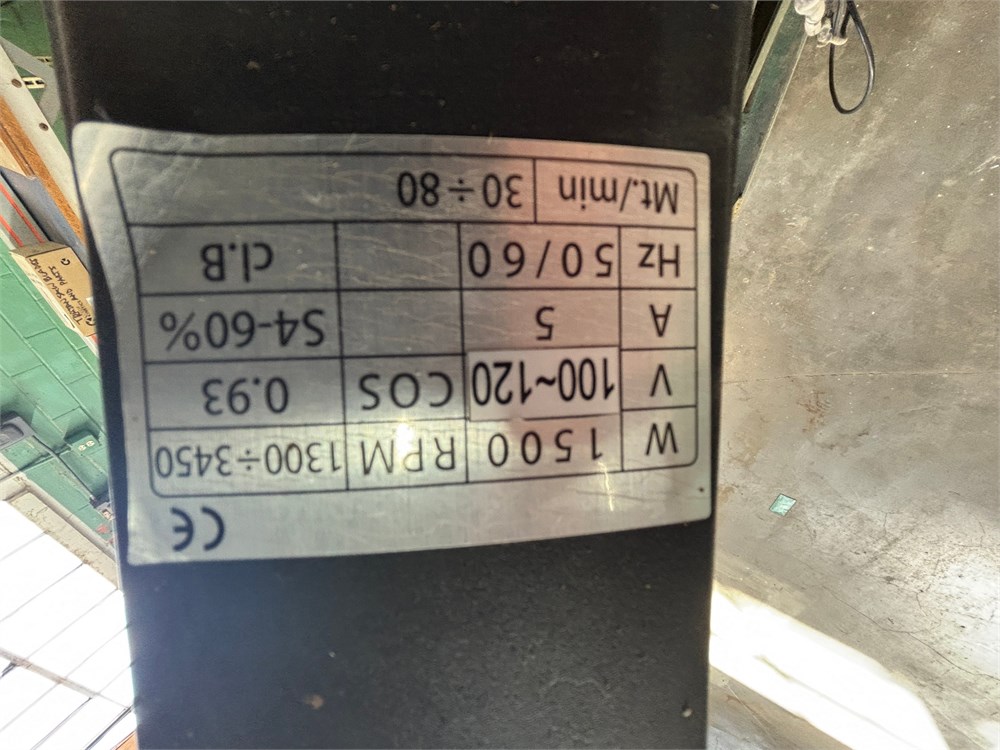 CE
W 1500 RPM 1300÷3450
V 100~120 COS 0.93
A 5 S4-60%
Hz 50/60 cl.B
Mt./min 30÷80